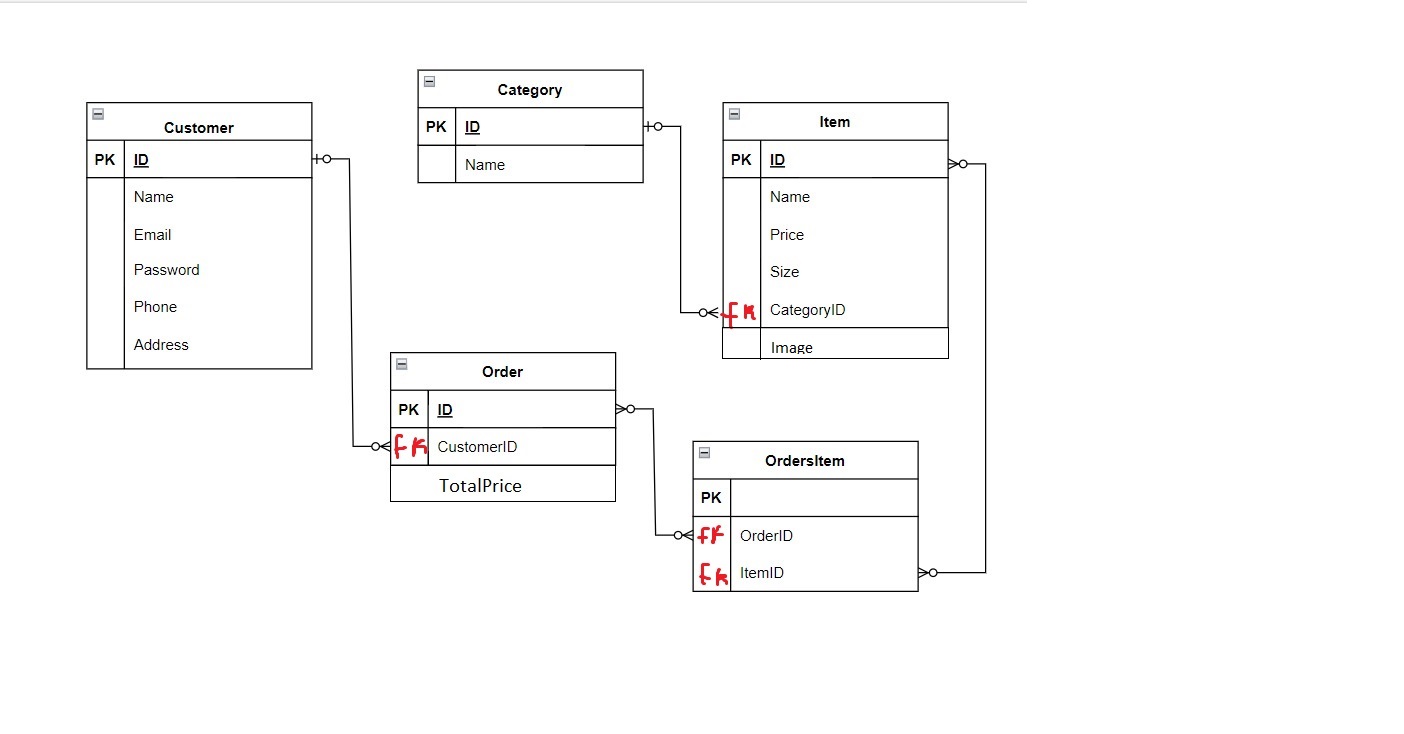 Customer
PK ID
Name
Email
Password
Phone
Address
Category
PK ID
Name
Item
PK ID
Name
Price
Size
fK CategoryID
Image
Order
PK ID
fK CustomerID
TotalPrice
OrdersItem
PK
fK OrderID
fK ItemID